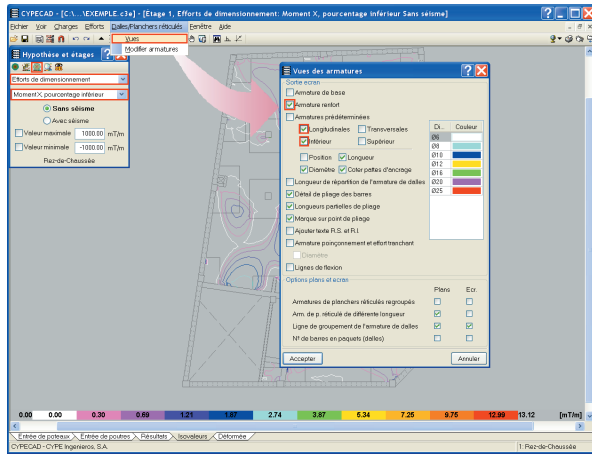 CYPECAD - [C:\...\EXEMPLE.c3e] - [Etage 1, Efforts de dimensionnement: Moment X, pourcentage inférieur Sans séisme]
Fichier Voir Charges Efforts Dalles/Planchers réticulés Fenêtre Aide
Vues
Modifier armatures
Hypothèse et étages
Efforts de dimensionnement
Moment X, pourcentage inférieur
Sans séisme
Avec séisme
Valeur maximale 1000.00 mT/m
Valeur minimale -1000.00 mT/m
Rez-de-Chaussée
Vues des armatures
Sortie écran
Armature de base
Armature renfort
Armatures prédéterminées
Longitudinales Transversales
Inférieur Supérieur
Position Longueur
Diamètre Coter pattes d'ancrage
Longueur de répartition de l'armature de dalles
Détail de pliage des barres
Longueurs partielles de pliage
Marque sur point de pliage
Ajouter texte R.S. et R.I.
Armature poinçonnement et effort tranchant
Diamètre
Lignes de flexion
Di... Couleur
Ø6
Ø8
Ø10
Ø12
Ø16
Ø20
Ø25
Options plans et écran
Plans Ecr.
Armatures de planchers réticulés regroupés
Arm. de p. réticulé de différente longueur
Ligne de groupement de l'armature de dalles
Nº de barres en paquets (dalles)
Accepter Annuler
0.00 0.00 0.30 0.69 1.21 1.87 2.74 3.87 5.34 7.25 9.75 12.99 13.12 [mT/m]
Entrée de poteaux Entrée de poutres Résultats Isovaleurs Déformée
CYPECAD - CYPE Ingenieros, S.A. 1: Rez-de-Chaussée